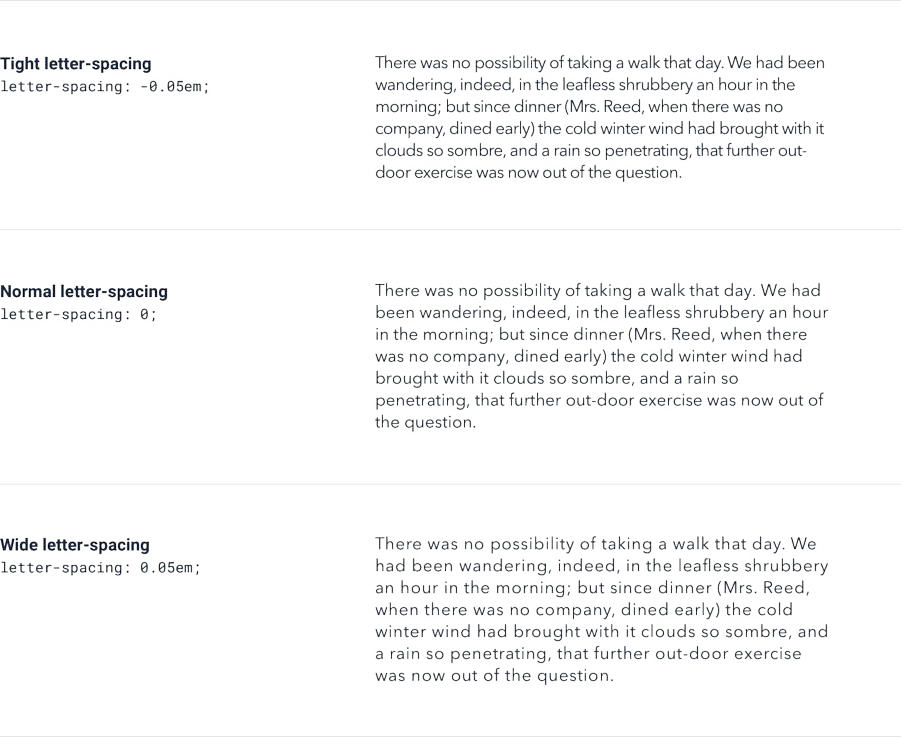 Tight letter-spacing
letter-spacing: -0.05em;
There was no possibility of taking a walk that day. We had been
wandering, indeed, in the leafless shrubbery an hour in the
morning; but since dinner (Mrs. Reed, when there was no
company, dined early) the cold winter wind had brought with it
clouds so sombre, and a rain so penetrating, that further out-
door exercise was now out of the question.
Normal letter-spacing
letter-spacing: 0;
There was no possibility of taking a walk that day. We had
been wandering, indeed, in the leafless shrubbery an hour
in the morning; but since dinner (Mrs. Reed, when there
was no company, dined early) the cold winter wind had
brought with it clouds so sombre, and a rain so
penetrating, that further out-door exercise was now out of
the question.
Wide letter-spacing
letter-spacing: 0.05em;
There was no possibility of taking a walk that day. We
had been wandering, indeed, in the leafless shrubbery
an hour in the morning; but since dinner (Mrs. Reed,
when there was no company, dined early) the cold
winter wind had brought with it clouds so sombre, and
a rain so penetrating, that further out-door exercise
was now out of the question.